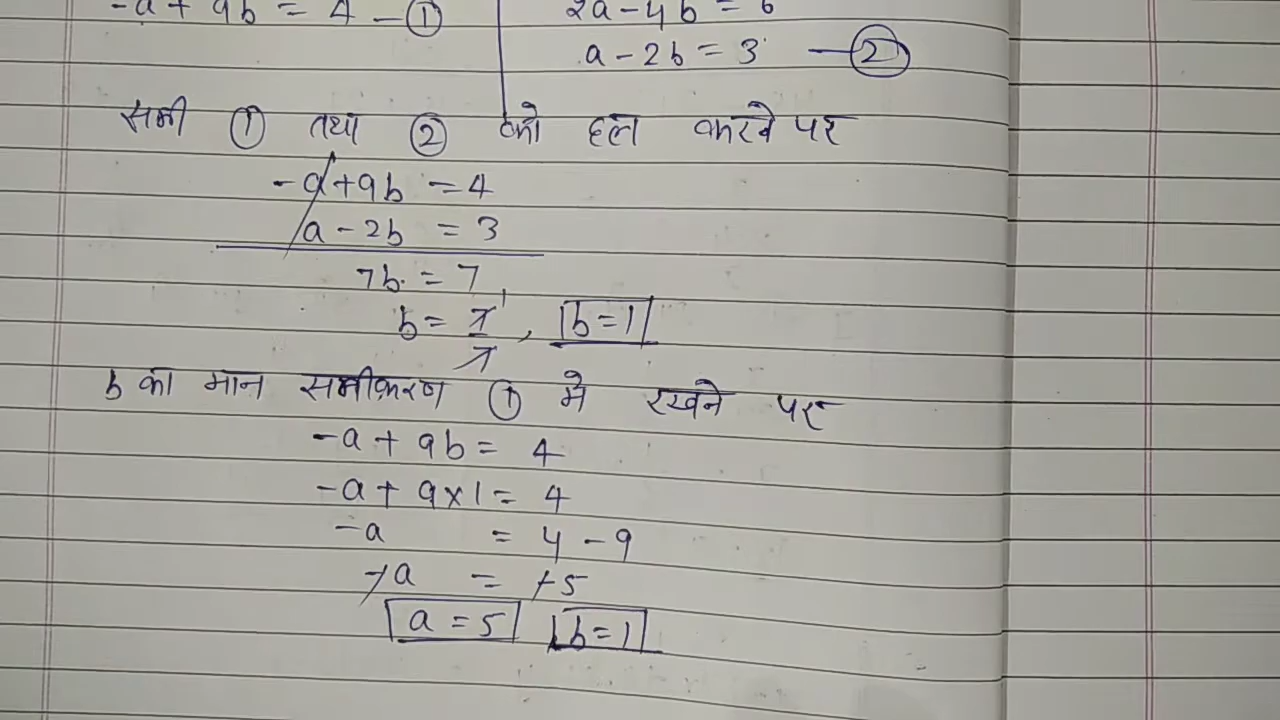 -a + 9b = 4 - ①
2a - 4b = 6
a - 2b = 3 - ②
समी ① तथा ② को हल करने पर
-a + 9b = 4
a - 2b = 3
7b = 7
b = 7/7 , b = 1
b का मान समीकरण ① मे रखने पर
-a + 9b = 4
-a + 9×1 = 4
-a = 4 - 9
-a = -5
a = 5 b = 1